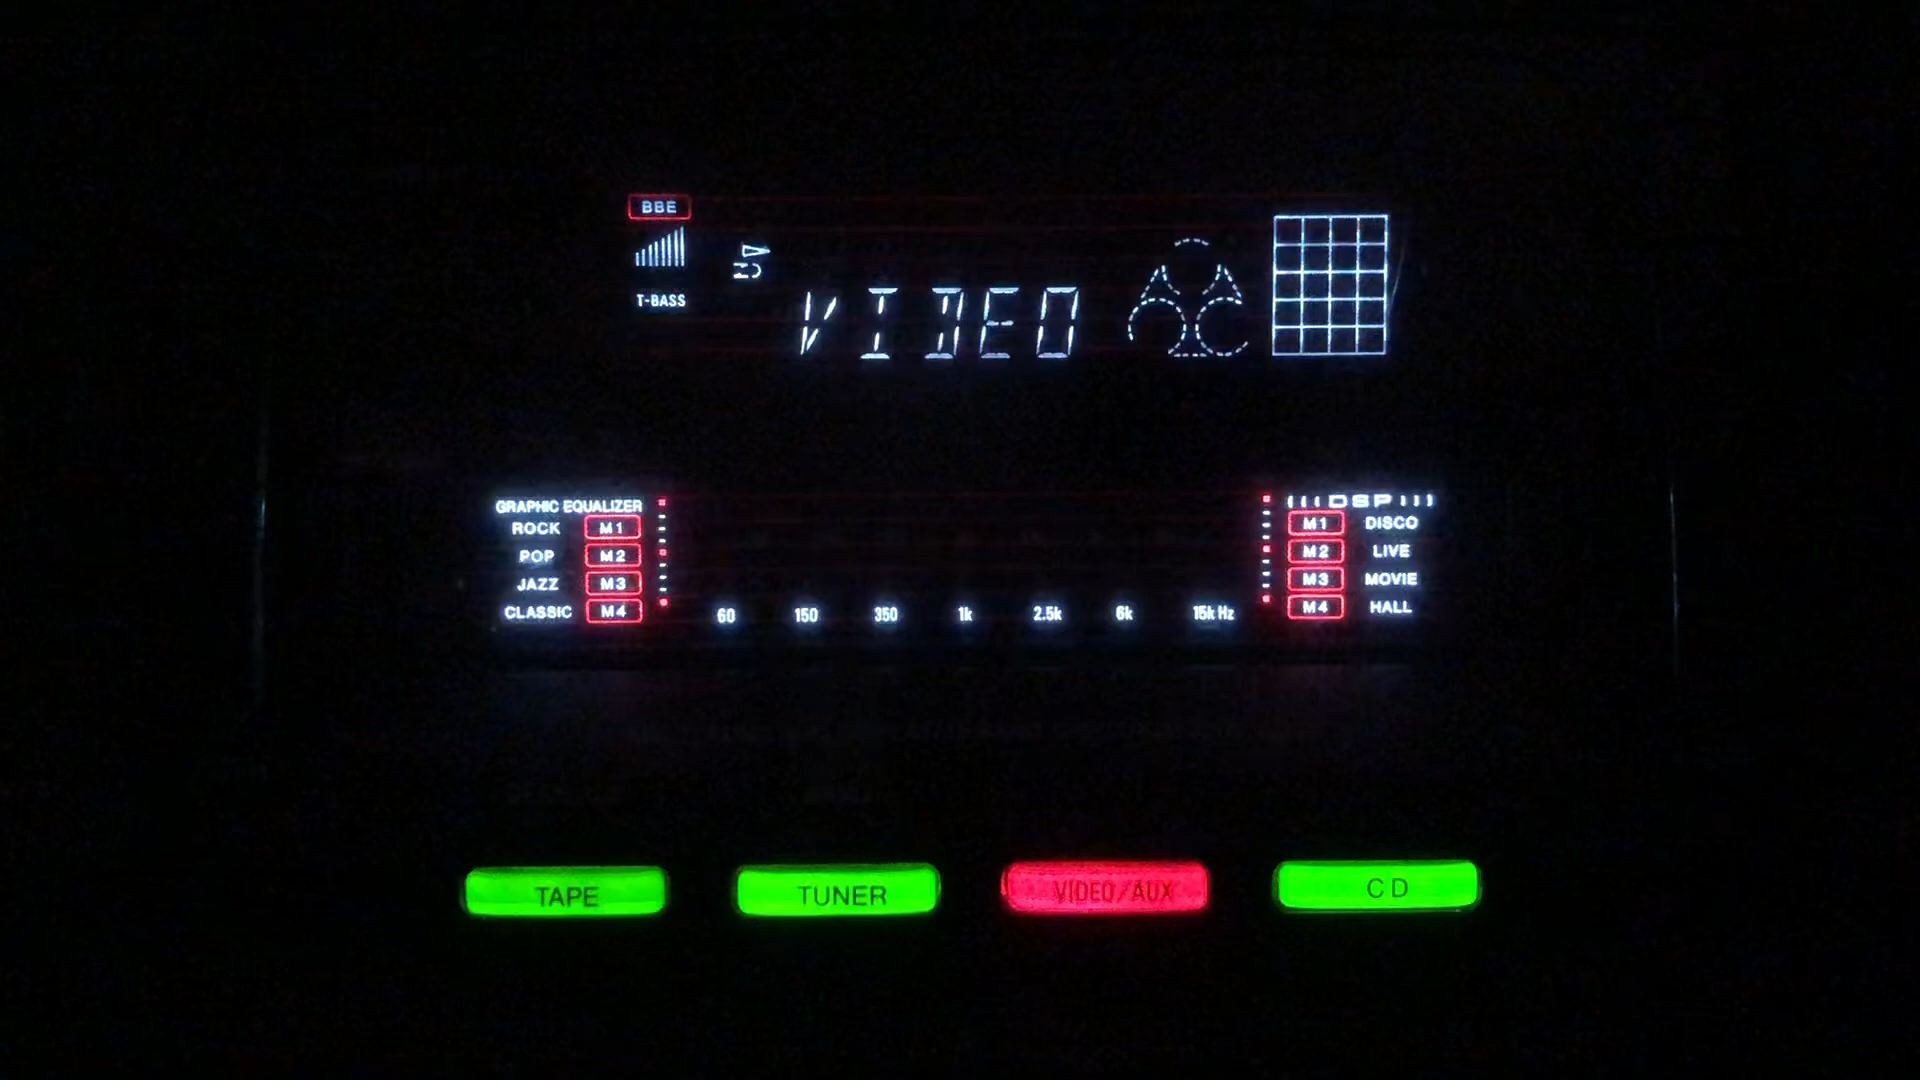 BBE
T-BASS
VIDEO
GRAPHIC EQUALIZER
ROCK M1
POP M2
JAZZ M3
CLASSIC M4
60 150 350 1k 2.5k 6k 15k Hz
DSP
M1 DISCO
M2 LIVE
M3 MOVIE
M4 HALL
TAPE TUNER VIDEO/AUX CD